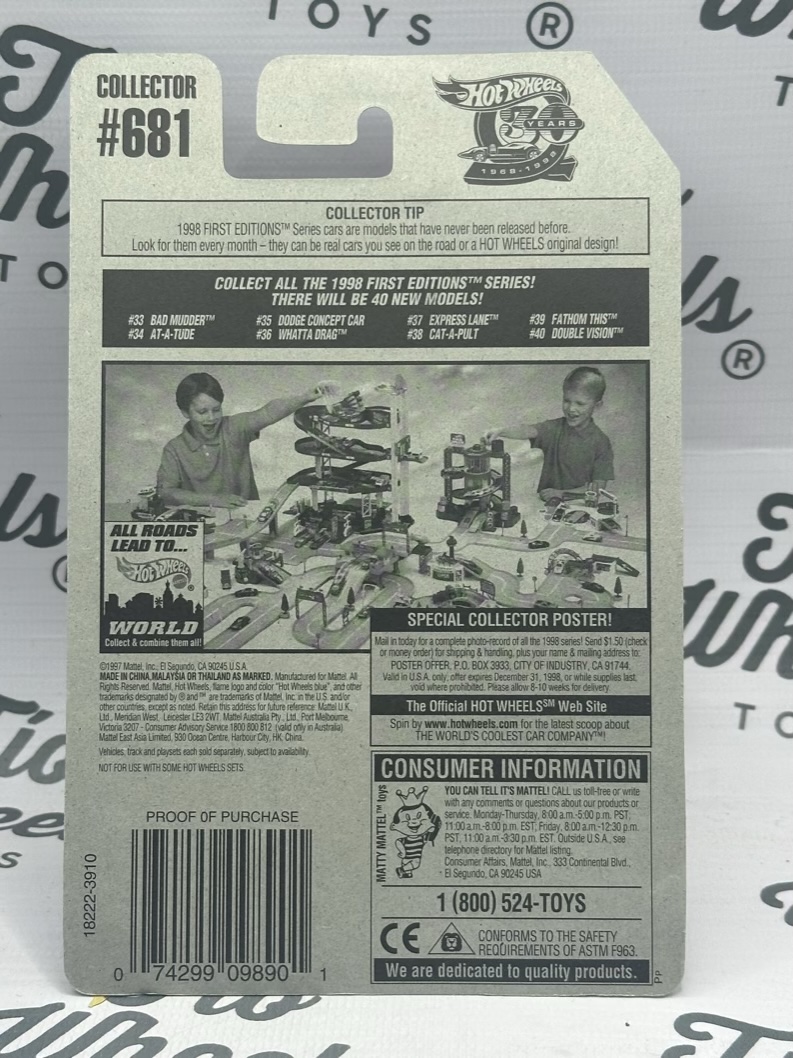 TOYS ®
COLLECTOR
#681
HOT WHEELS
30 YEARS
1968-1998
COLLECTOR TIP
1998 FIRST EDITIONS™ Series cars are models that have never been released before.
Look for them every month – they can be real cars you see on the road or a HOT WHEELS original design!
COLLECT ALL THE 1998 FIRST EDITIONS™ SERIES!
THERE WILL BE 40 NEW MODELS!
#33 BAD MUDDER™ #35 DODGE CONCEPT CAR #37 EXPRESS LANE™ #39 FATHOM THIS™
#34 AT-A-TUDE #36 WHATTA DRAG™ #38 CAT-A-PULT #40 DOUBLE VISION™
ALL ROADS
LEAD TO...
HOT WHEELS
WORLD
Collect & combine them all!
SPECIAL COLLECTOR POSTER!
Mail in today for a complete photo-record of all the 1998 series! Send $1.50 (check
or money order) for shipping & handling, plus your name & mailing address to:
POSTER OFFER, P.O. BOX 3933, CITY OF INDUSTRY, CA 91744.
Valid in U.S.A. only; offer expires December 31, 1998, or while supplies last.
void where prohibited. Please allow 8-10 weeks for delivery.
The Official HOT WHEELS℠ Web Site
Spin by www.hotwheels.com for the latest scoop about
THE WORLD'S COOLEST CAR COMPANY™!
©1997 Mattel, Inc., El Segundo, CA 90245 U.S.A.
MADE IN CHINA, MALAYSIA OR THAILAND AS MARKED. Manufactured for Mattel. All
Rights Reserved. Mattel, Hot Wheels, flame logo and color "Hot Wheels blue", and other
trademarks designated by ® and ™ are trademarks of Mattel, Inc. in the U.S. and/or
other countries, except as noted. Retain this address for future reference: Mattel U.K.,
Ltd., Meridian West, Leicester LE3 2WT. Mattel Australia Pty., Ltd., Port Melbourne,
Victoria 3207 - Consumer Advisory Service 1800 800 812 (valid only in Australia)
Mattel East Asia Limited, 930 Ocean Centre, Harbour City, HK, China.
Vehicles, track and playsets each sold separately, subject to availability.
NOT FOR USE WITH SOME HOT WHEELS SETS.
CONSUMER INFORMATION
MATTY MATTEL™ toys
YOU CAN TELL IT'S MATTEL! CALL us toll-free or write
with any comments or questions about our products or
service. Monday-Thursday, 8:00 a.m.-5:00 p.m. PST,
11:00 a.m.-8:00 p.m. EST; Friday, 8:00 a.m.-12:30 p.m.
PST, 11:00 a.m.-3:30 p.m. EST. Outside U.S.A., see
telephone directory for Mattel listing.
Consumer Affairs, Mattel, Inc., 333 Continental Blvd.,
El Segundo, CA 90245 USA
1 (800) 524-TOYS
CE
CONFORMS TO THE SAFETY
REQUIREMENTS OF ASTM F963.
We are dedicated to quality products.
PP
PROOF OF PURCHASE
18222-3910
0 74299 09890 1